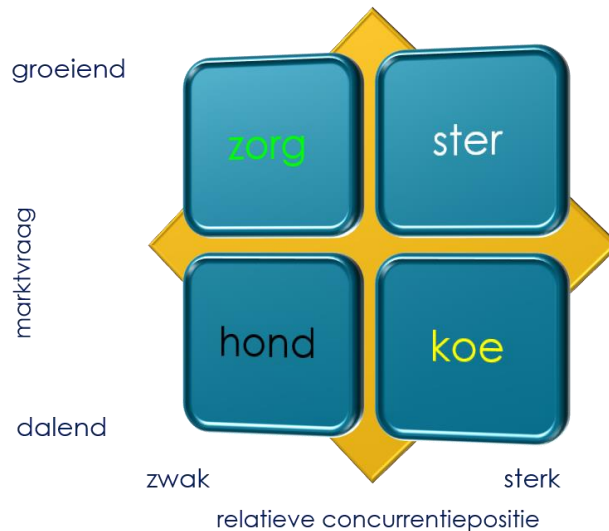 groeiend
zorg
ster
marktvraag
hond
koe
dalend
zwak
sterk
relatieve concurrentiepositie